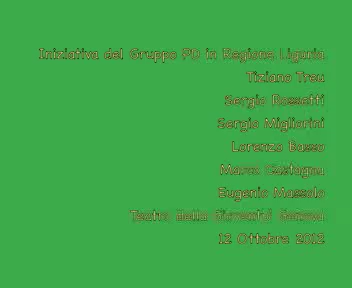 Iniziativa del Gruppo PD in Regione Liguria
Tiziano Treu
Sergio Rossetti
Sergio Migliorini
Lorenzo Basso
Marco Castagna
Eugenio Massolo
Teatro della Gioventù Genova
12 Ottobre 2012